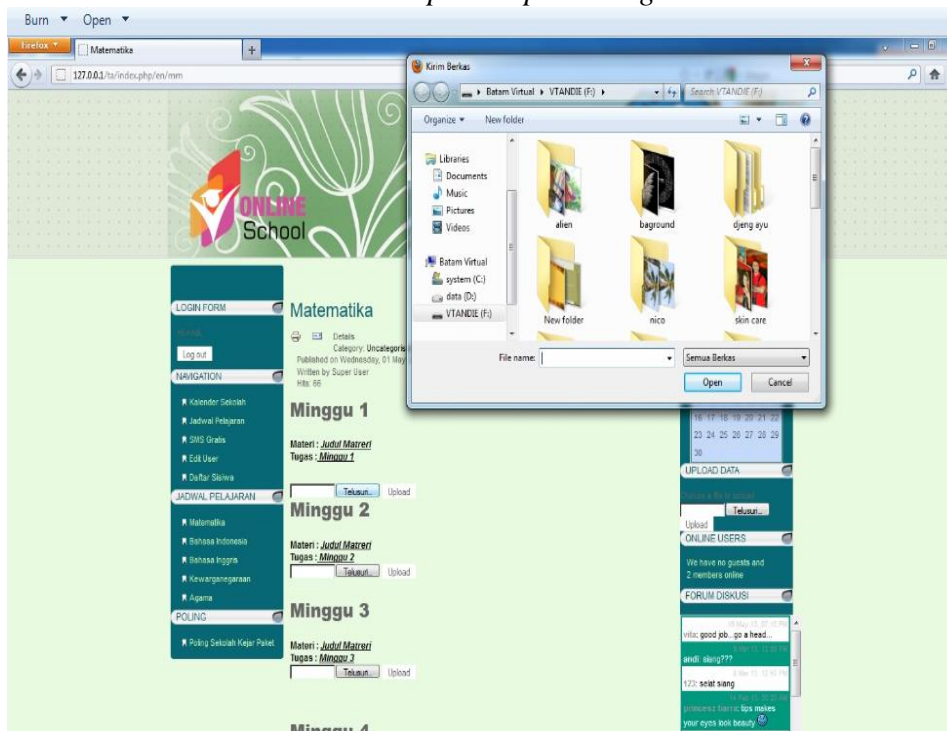 Burn Open
Firefox
Matematika
+
127.0.0.1/ta/index.php/en/mm
Kirim Berkas
Batam Virtual VTANDIE (F:)
Search VTANDIE (F:)
Organize New folder
Libraries
Documents
Music
Pictures
Videos
Batam Virtual
system (C:)
data (D:)
VTANDIE (F:)
alien baground djeng ayu
New folder nico skin care
File name:
Semua Berkas
Open Cancel
ONLINE
School
LOGIN FORM
Log out
NAVIGATION
Kalender Sekolah
Jadwal Pelajaran
SMS Gratis
Edit User
Daftar Sisiwa
JADWAL PELAJARAN
Matematika
Bahasa Indonesia
Bahasa Inggris
Kewarganegaraan
Agama
POLING
Poling Sekolah Kejar Paket
Matematika
Details
Category: Uncategoris
Published on Wednesday, 01 May
Written by Super User
Hits: 66
Minggu 1
Materi : Judul Matreri
Tugas : Minggu 1
Telusuri... Upload
Minggu 2
Materi : Judul Matreri
Tugas : Minggu 2
Telusuri... Upload
Minggu 3
Materi : Judul Matreri
Tugas : Minggu 3
Telusuri... Upload
Minggu 4
16 17 18 19 20 21 22
23 24 25 26 27 28 29
30
UPLOAD DATA
Telusuri...
Upload
ONLINE USERS
We have no guests and
2 members online
FORUM DISKUSI
vita: good job...go a head...
andi: siang???
123: selat siang
princess barra: tips makes
your eyes look beauty